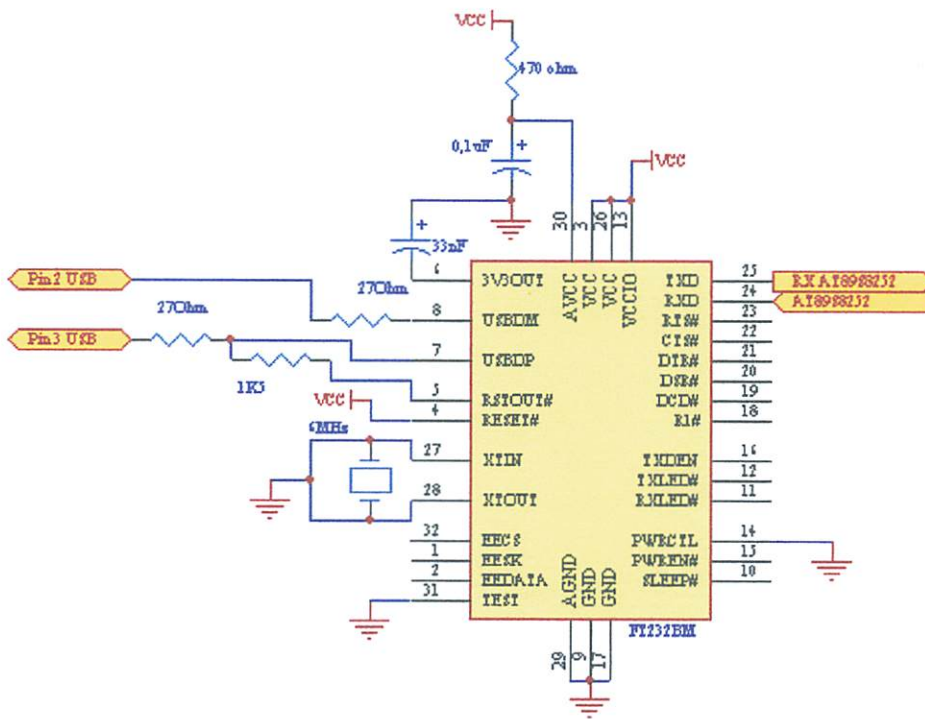 VCC
470 ohm
0,1uF
+
VCC
+
33nF
30
3
26
13
Pin2 USB
27Ohm
27Ohm
Pin3 USB
1K5
VCC
6MHs
6
8
7
5
4
27
28
32
1
2
31
3V3OUT
USBDM
USBDP
RSTOUT#
RESET#
XTIN
XTOUT
EECS
EESK
EEDATA
TEST
AVCC
VCC
VCC
VCCIO
AGND
GND
GND
TXD
RXD
RTS#
CTS#
DTR#
DSR#
DCD#
RI#
TXDEN
TXLED#
RXLED#
PWRCTL
PWREN#
SLEEP#
25
24
23
22
21
20
19
18
16
12
11
14
15
10
RX AT89S8252
AT89S8252
FT232BM
29
9
17